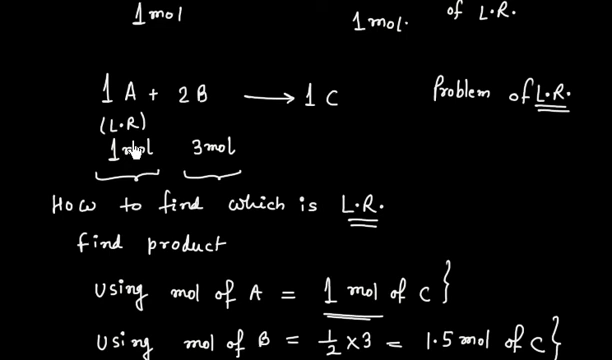 1 mol 1 mol. of L.R.
1 A + 2 B → 1 C Problem of L.R.
(L.R)
1 mol 3 mol
How to find which is L.R.
find product
Using mol of A = 1 mol of C }
Using mol of B = 1/2 × 3 = 1.5 mol of C }